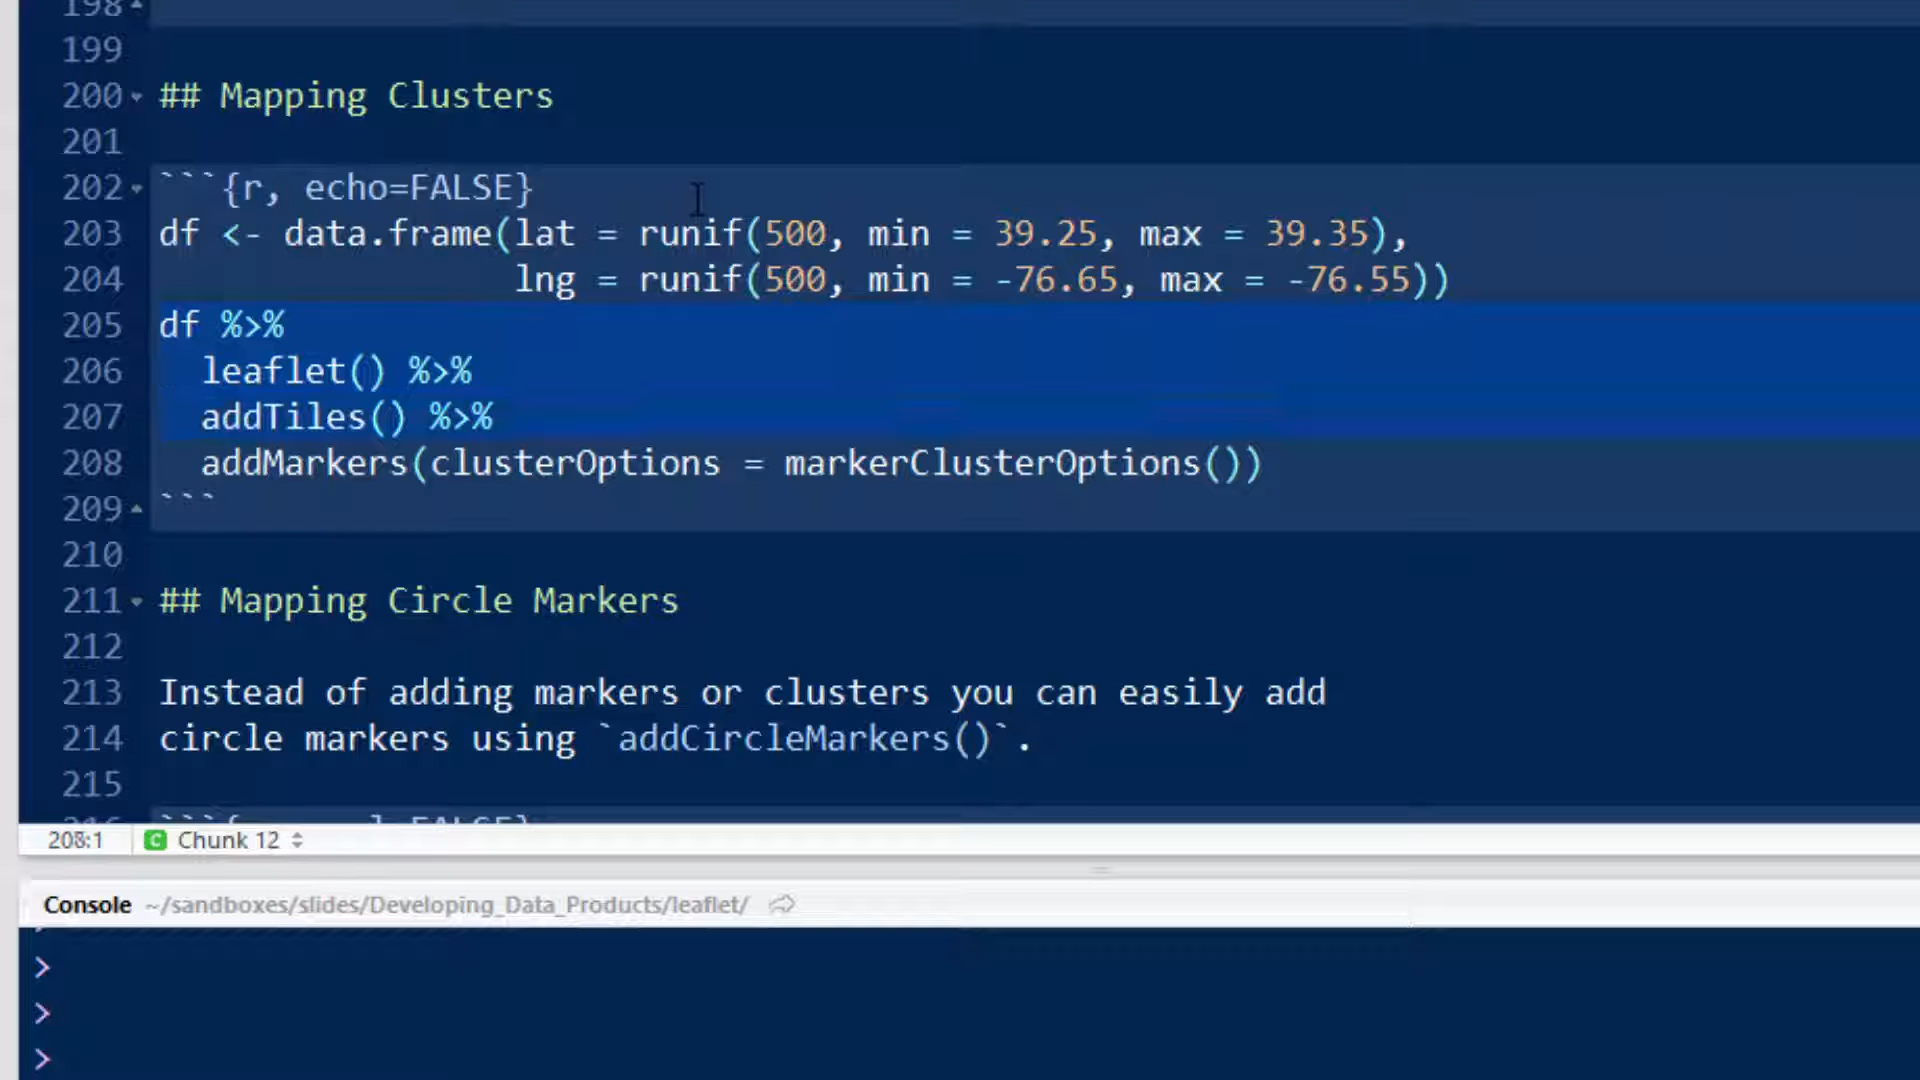 198
199
200 ## Mapping Clusters
201
202 ```{r, echo=FALSE}
203 df <- data.frame(lat = runif(500, min = 39.25, max = 39.35),
204                  lng = runif(500, min = -76.65, max = -76.55))
205 df %>%
206   leaflet() %>%
207   addTiles() %>%
208   addMarkers(clusterOptions = markerClusterOptions())
209 ```
210
211 ## Mapping Circle Markers
212
213 Instead of adding markers or clusters you can easily add
214 circle markers using `addCircleMarkers()`.
215
208:1 C Chunk 12
Console ~/sandboxes/slides/Developing_Data_Products/leaflet/
>
>
>